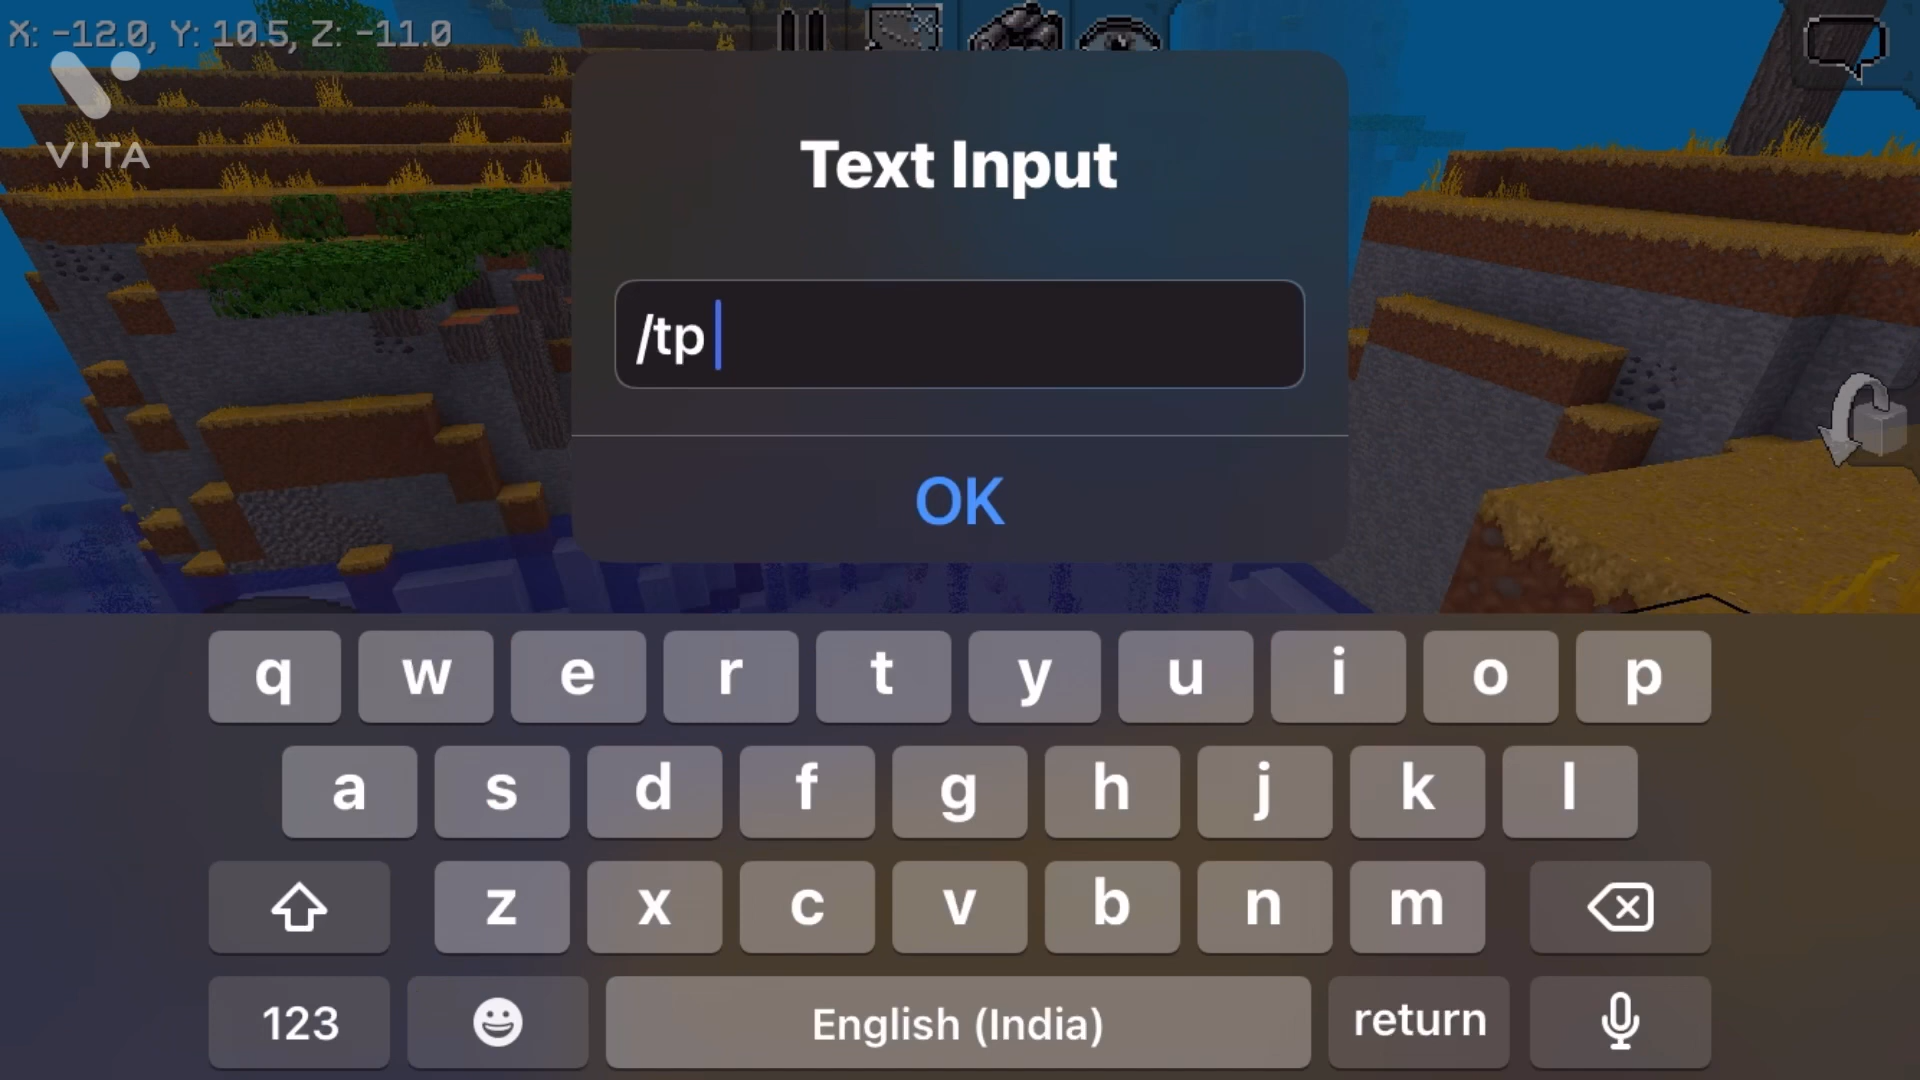 X: -12.0, Y: 10.5, Z: -11.0
VITA
Text Input
/tp
OK
q w e r t y u i o p
a s d f g h j k l
z x c v b n m
123 English (India) return